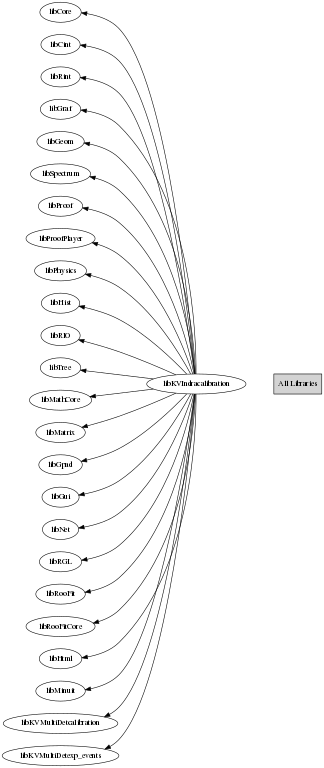 libCore
libCint
libRint
libGraf
libGeom
libSpectrum
libProof
libProofPlayer
libPhysics
libHist
libRIO
libTree
libKVIndracalibration
All Libraries
libMathCore
libMatrix
libGpad
libGui
libNet
libRGL
libRooFit
libRooFitCore
libHtml
libMinuit
libKVMultiDetcalibration
libKVMultiDetexp_events